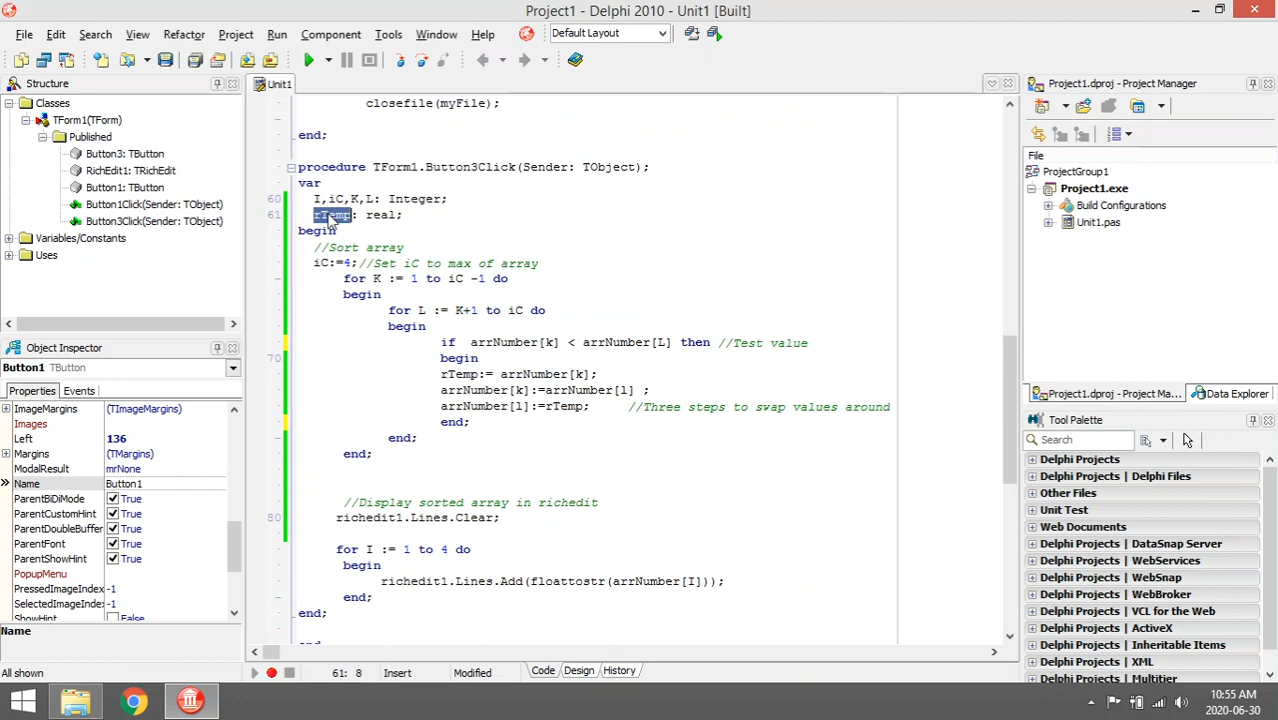 Project1 - Delphi 2010 - Unit1 [Built]
File Edit Search View Refactor Project Run Component Tools Window Help Default Layout
Structure
Classes
TForm1(TForm)
Published
Button3: TButton
RichEdit1: TRichEdit
Button1: TButton
Button1Click(Sender: TObject)
Button3Click(Sender: TObject)
Variables/Constants
Uses
Object Inspector
Button1 TButton
Properties Events
ImageMargins (TImageMargins)
Images
Left 136
Margins (TMargins)
ModalResult mrNone
Name Button1
ParentBiDiMode True
ParentCustomHint True
ParentDoubleBuffer True
ParentFont True
ParentShowHint True
PopupMenu
PressedImageIndex -1
SelectedImageIndex -1
ShowHint False
Name
All shown
Unit1
closefile(myFile);
end;
procedure TForm1.Button3Click(Sender: TObject);
var
60 I,iC,K,L: Integer;
61 rTemp: real;
begin
//Sort array
iC:=4;//Set iC to max of array
for K := 1 to iC -1 do
begin
for L := K+1 to iC do
begin
if arrNumber[k] < arrNumber[L] then //Test value
70 begin
rTemp:= arrNumber[k];
arrNumber[k]:=arrNumber[l] ;
arrNumber[l]:=rTemp; //Three steps to swap values around
end;
end;
end;
//Display sorted array in richedit
80 richedit1.Lines.Clear;
for I := 1 to 4 do
begin
richedit1.Lines.Add(floattostr(arrNumber[I]));
end;
end;
61: 8 Insert Modified Code Design History
Project1.dproj - Project Manager
File
ProjectGroup1
Project1.exe
Build Configurations
Unit1.pas
Project1.dproj - Project Ma... Data Explorer
Tool Palette
Search
Delphi Projects
Delphi Projects | Delphi Files
Other Files
Unit Test
Web Documents
Delphi Projects | DataSnap Server
Delphi Projects | WebServices
Delphi Projects | WebSnap
Delphi Projects | WebBroker
Delphi Projects | VCL for the Web
Delphi Projects | ActiveX
Delphi Projects | Inheritable Items
Delphi Projects | XML
Delphi Projects | Multitier
10:55 AM
2020-06-30